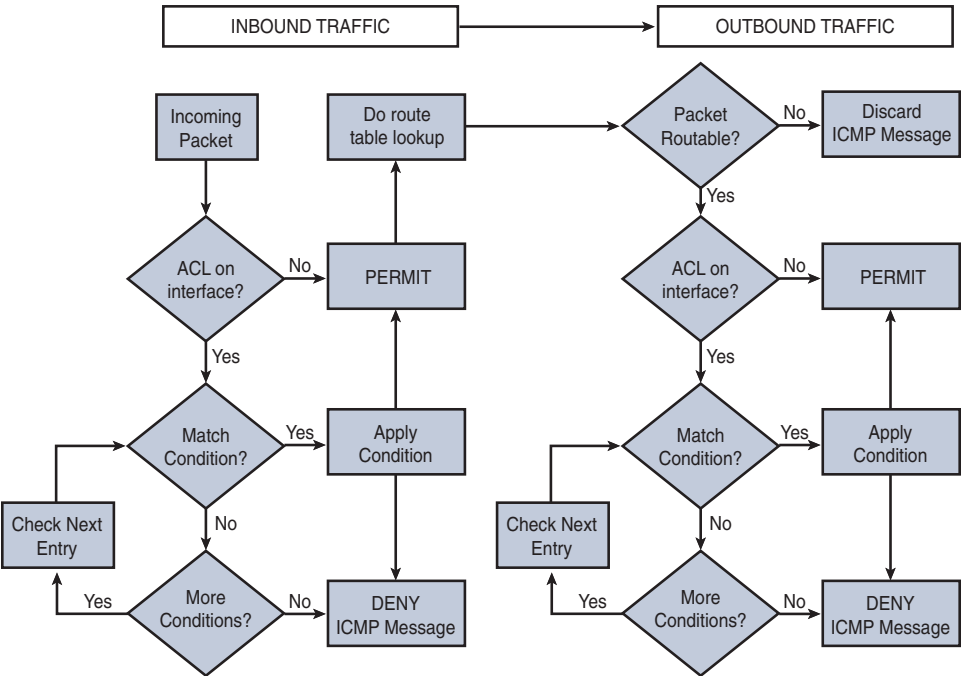 INBOUND TRAFFIC
OUTBOUND TRAFFIC
Incoming
Packet
Do route
table lookup
Packet
Routable?
No
Discard
ICMP Message
Yes
ACL on
interface?
No
PERMIT
ACL on
interface?
No
PERMIT
Yes
Yes
Match
Condition?
Yes
Apply
Condition
Match
Condition?
Yes
Apply
Condition
Check Next
Entry
No
Check Next
Entry
No
Yes
More
Conditions?
No
DENY
ICMP Message
Yes
More
Conditions?
No
DENY
ICMP Message